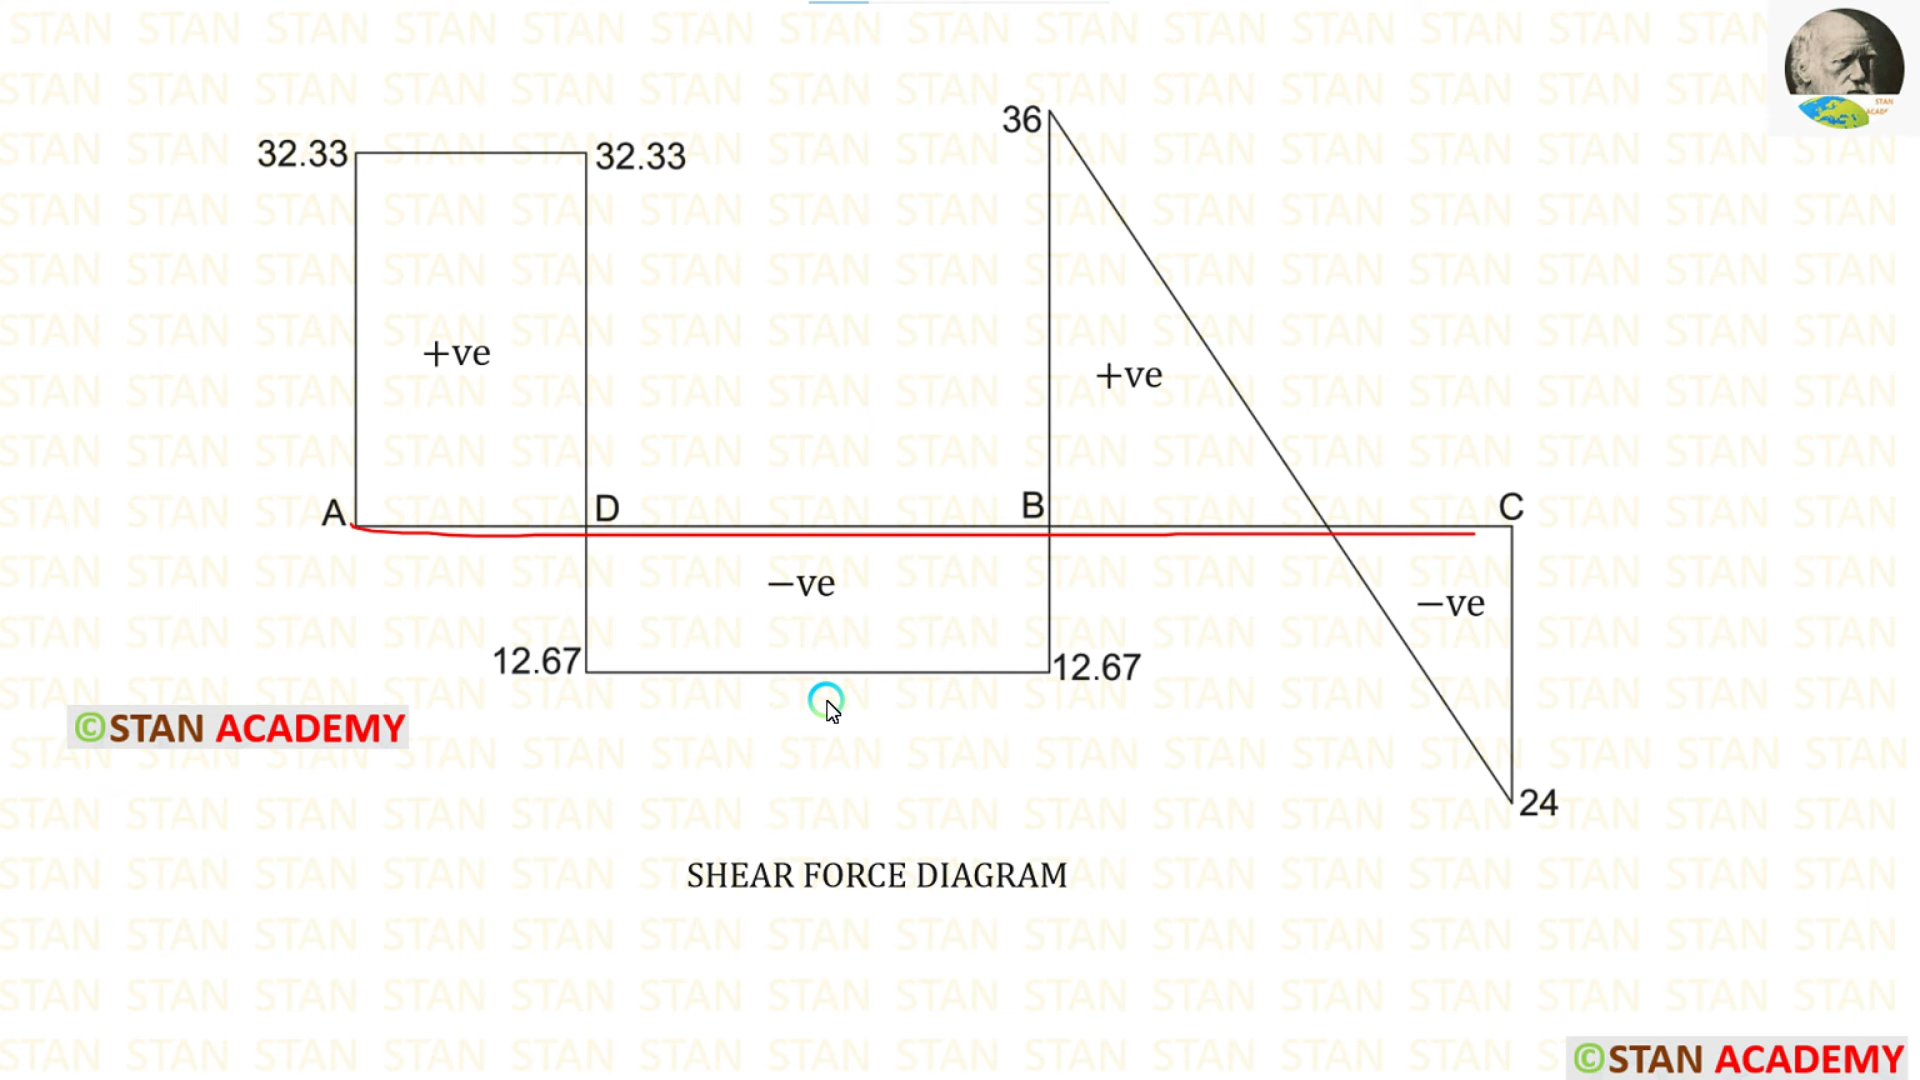 36
32.33
32.33
+ve
+ve
A
D
B
C
−ve
−ve
12.67
12.67
©STAN ACADEMY
24
SHEAR FORCE DIAGRAM
©STAN ACADEMY